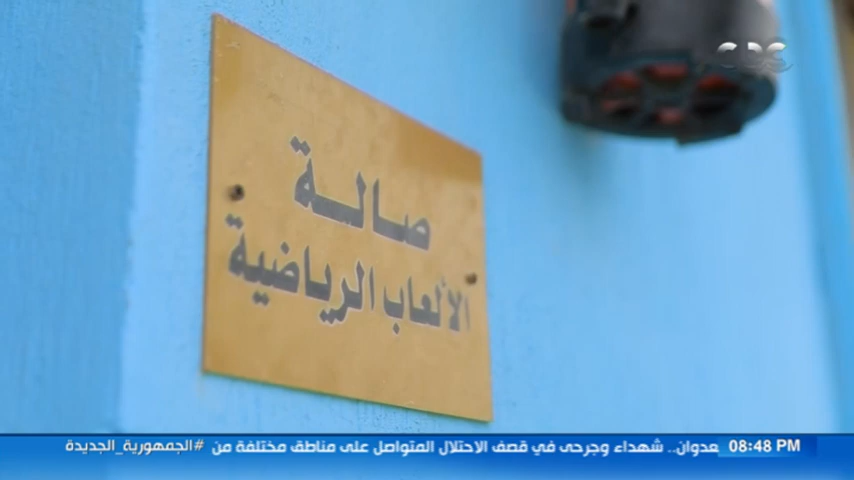 cbc
صالة
الألعاب الرياضية
08:48 PM
عدوان.. شهداء وجرحى في قصف الاحتلال المتواصل على مناطق مختلفة من #الجمهورية_الجديدة